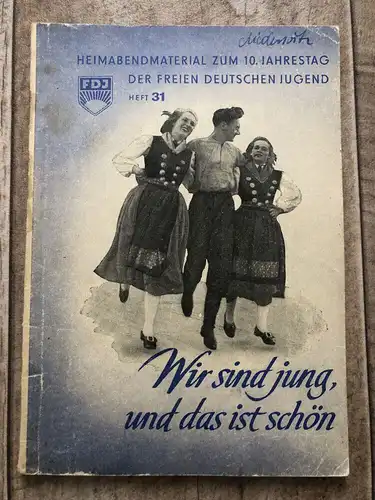 HEIMABENDMATERIAL ZUM 10. JAHRESTAG
FDJ
DER FREIEN DEUTSCHEN JUGEND
HEFT 31
Wir sind jung,
und das ist schön